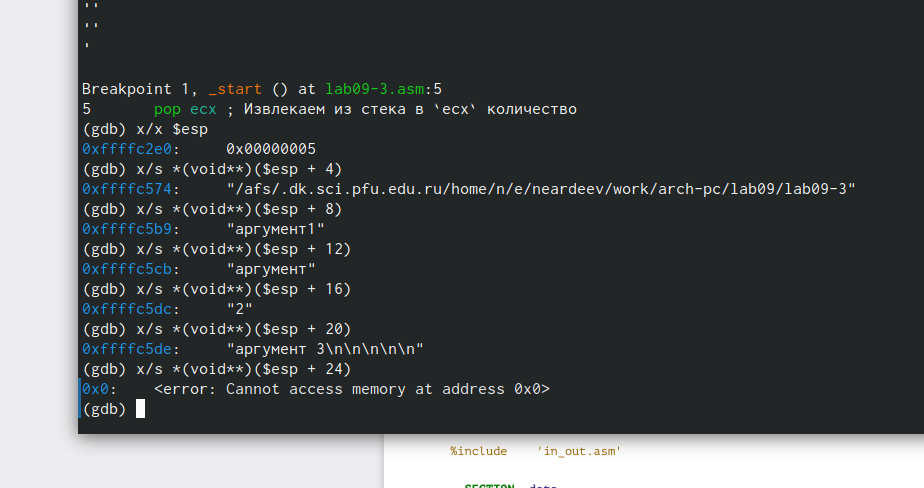 ''
''
'
Breakpoint 1, _start () at lab09-3.asm:5
5       pop ecx ; Извлекаем из стека в `ecx` количество
(gdb) x/x $esp
0xffffc2e0:     0x00000005
(gdb) x/s *(void**)($esp + 4)
0xffffc574:     "/afs/.dk.sci.pfu.edu.ru/home/n/e/neardeev/work/arch-pc/lab09/lab09-3"
(gdb) x/s *(void**)($esp + 8)
0xffffc5b9:     "аргумент1"
(gdb) x/s *(void**)($esp + 12)
0xffffc5cb:     "аргумент"
(gdb) x/s *(void**)($esp + 16)
0xffffc5dc:     "2"
(gdb) x/s *(void**)($esp + 20)
0xffffc5de:     "аргумент 3\n\n\n\n\n"
(gdb) x/s *(void**)($esp + 24)
0x0:    <error: Cannot access memory at address 0x0>
(gdb)
%include    'in_out.asm'
SECTION .data